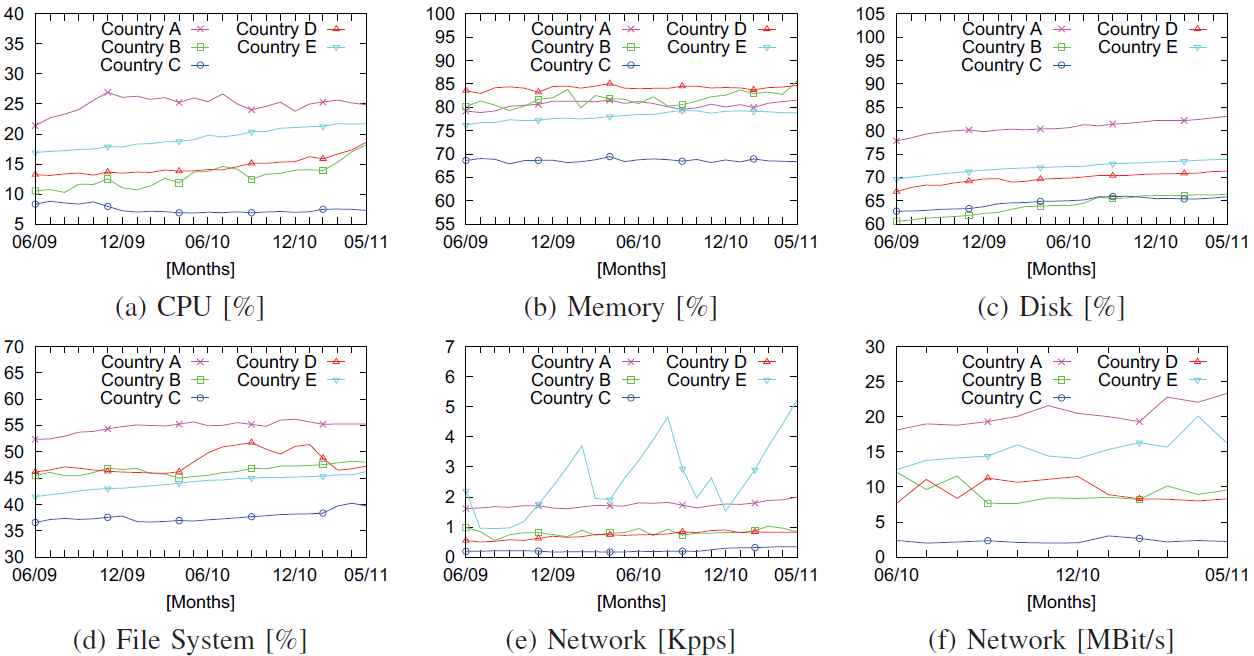 40
35
30
25
20
15
10
5
Country A
Country B
Country C
Country D
Country E
06/09 12/09 06/10 12/10 05/11
[Months]
(a) CPU [%]
100
95
90
85
80
75
70
65
60
55
Country A
Country B
Country C
Country D
Country E
06/09 12/09 06/10 12/10 05/11
[Months]
(b) Memory [%]
105
100
95
90
85
80
75
70
65
60
Country A
Country B
Country C
Country D
Country E
06/09 12/09 06/10 12/10 05/11
[Months]
(c) Disk [%]
70
65
60
55
50
45
40
35
30
Country A
Country B
Country C
Country D
Country E
06/09 12/09 06/10 12/10 05/11
[Months]
(d) File System [%]
7
6
5
4
3
2
1
0
Country A
Country B
Country C
Country D
Country E
06/09 12/09 06/10 12/10 05/11
[Months]
(e) Network [Kpps]
30
25
20
15
10
5
0
Country A
Country B
Country C
Country D
Country E
06/10 12/10 05/11
[Months]
(f) Network [MBit/s]